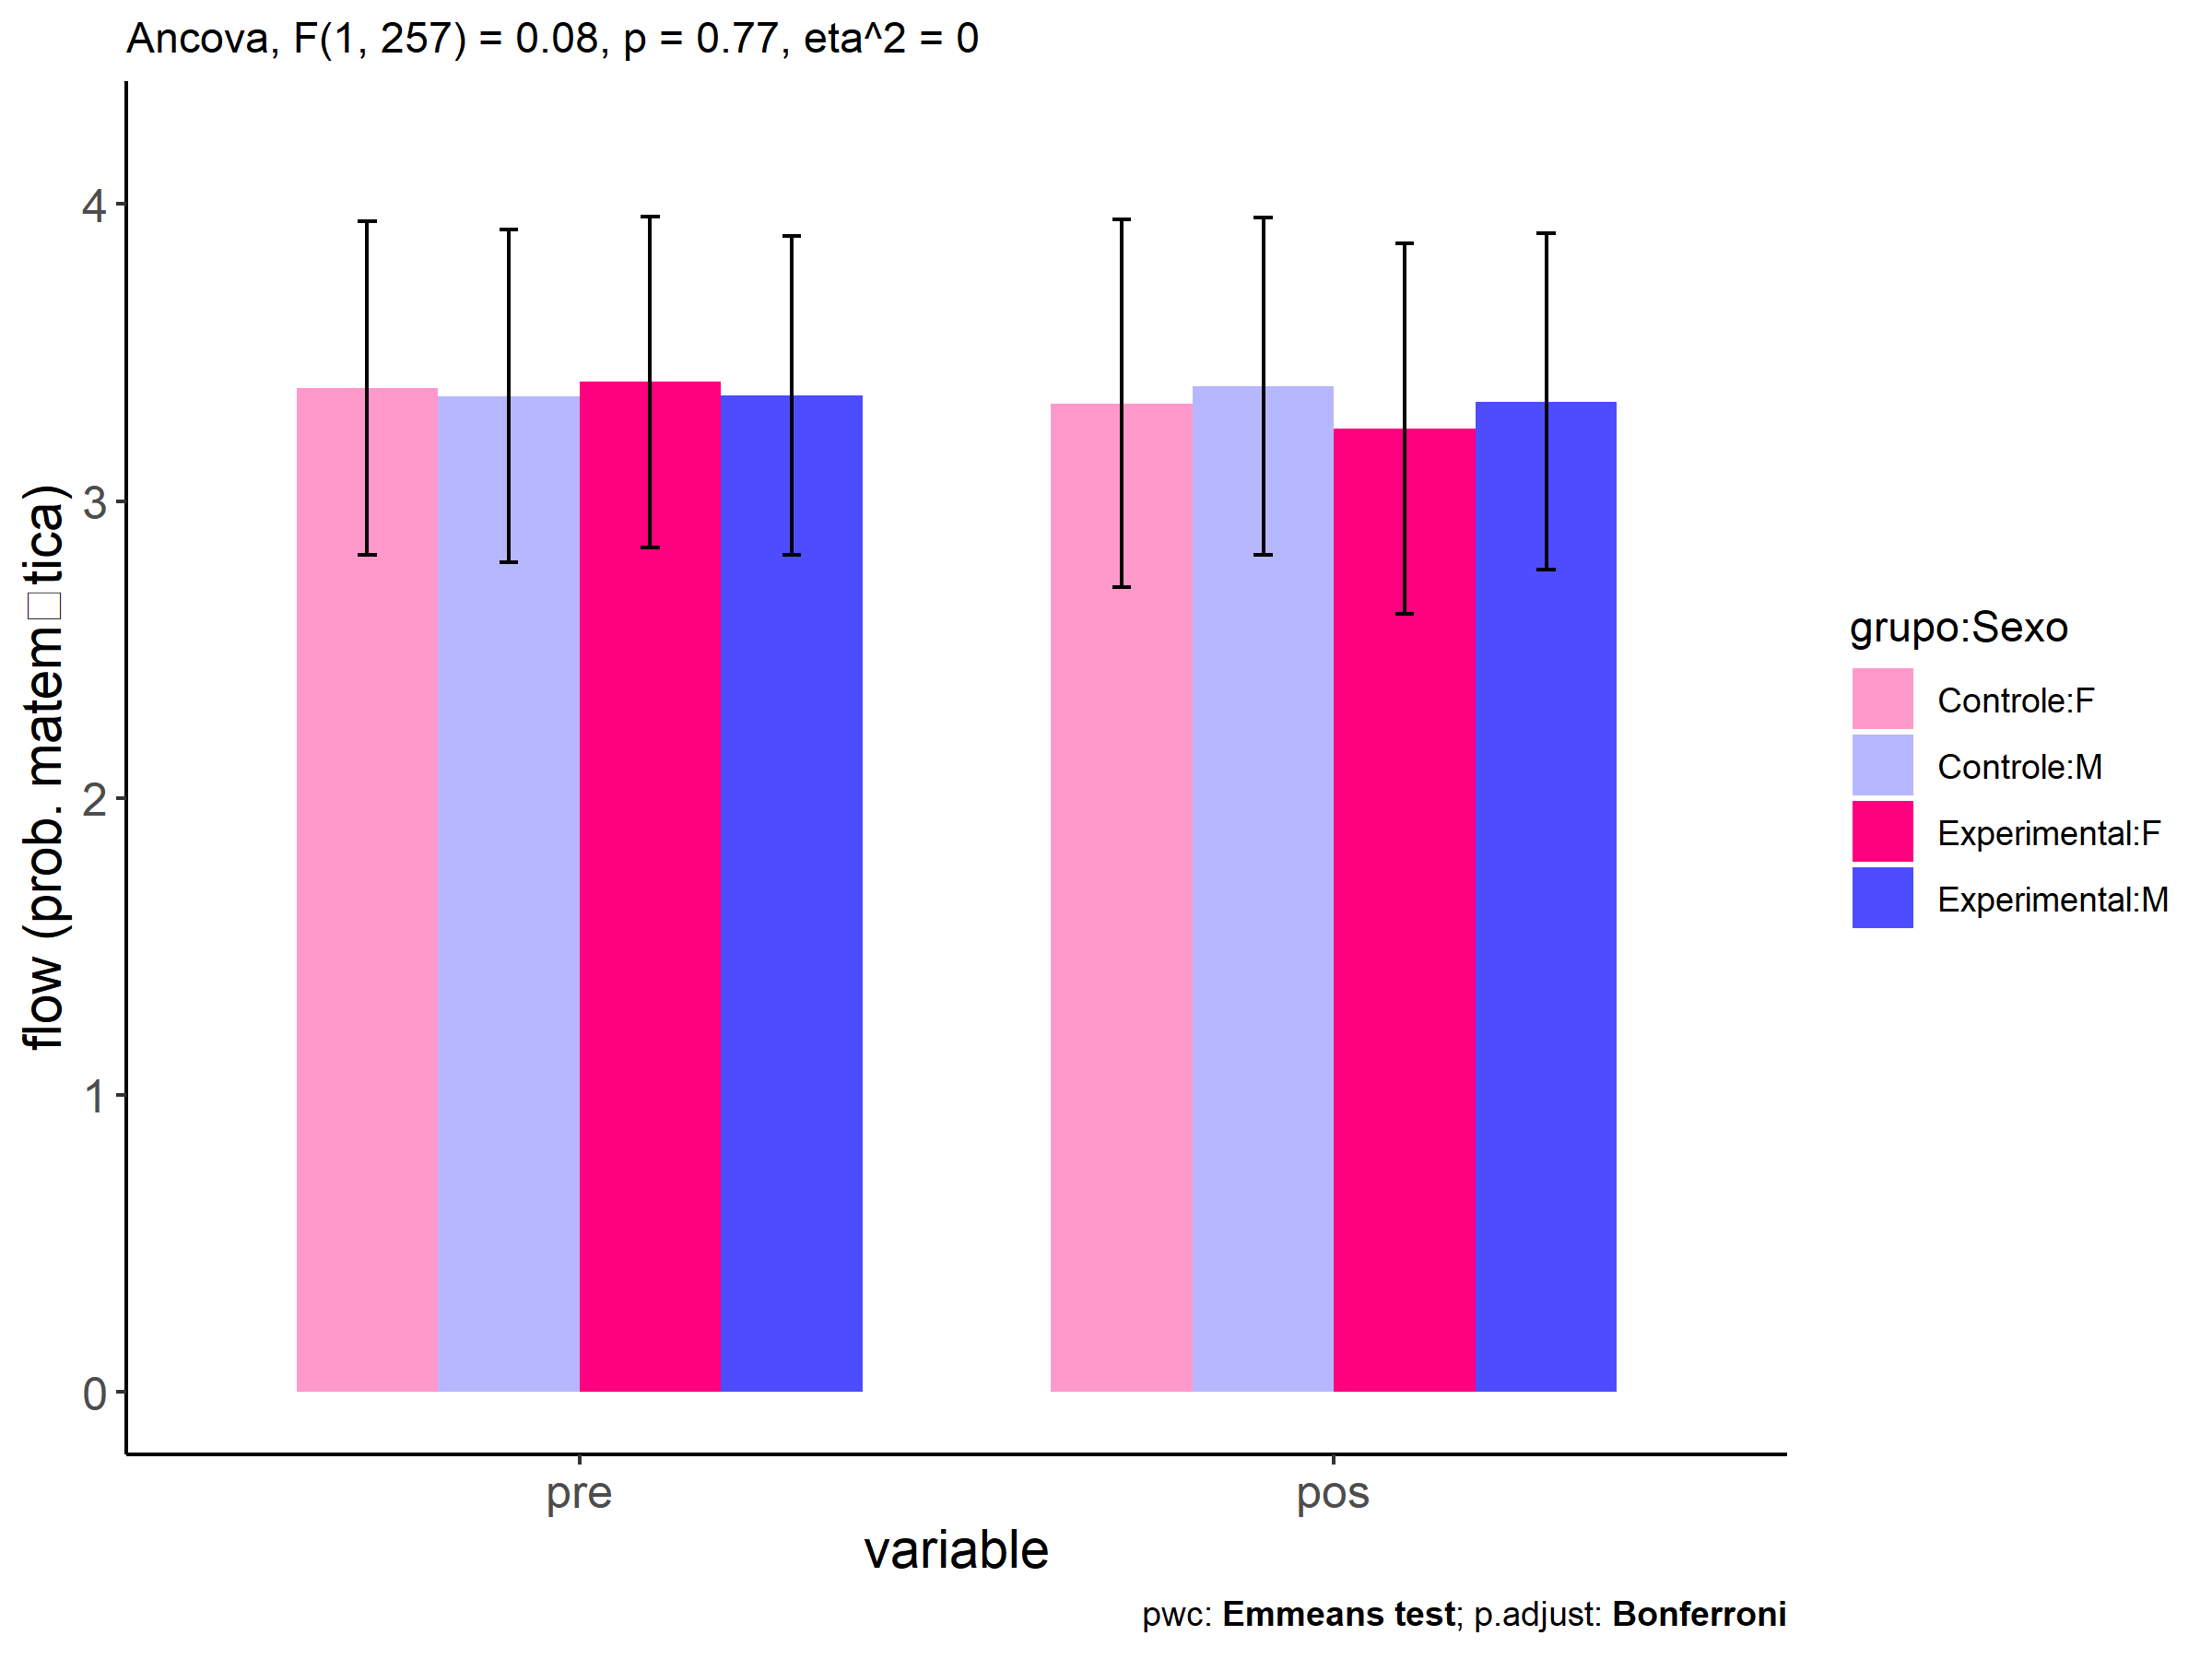 Ancova, F(1, 257) = 0.08, p = 0.77, eta^2 = 0
flow (prob. matem□tica)
4
3
2
1
0
pre
pos
variable
grupo:Sexo
Controle:F
Controle:M
Experimental:F
Experimental:M
pwc: Emmeans test; p.adjust: Bonferroni